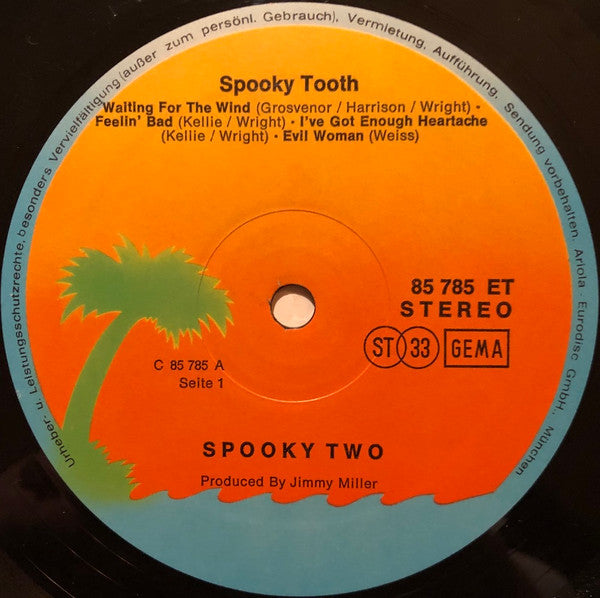 Urheber- u. Leistungsschutzrechte, besonders Vervielfältigung (außer zum persönl. Gebrauch), Vermietung, Aufführung, Sendung vorbehalten. Ariola - Eurodisc GmbH., München
Spooky Tooth
Waiting For The Wind (Grosvenor / Harrison / Wright) •
Feelin' Bad (Kellie / Wright) • I've Got Enough Heartache
(Kellie / Wright) • Evil Woman (Weiss)
85 785 ET
STEREO
ST 33 GEMA
C 85 785 A
Seite 1
SPOOKY TWO
Produced By Jimmy Miller